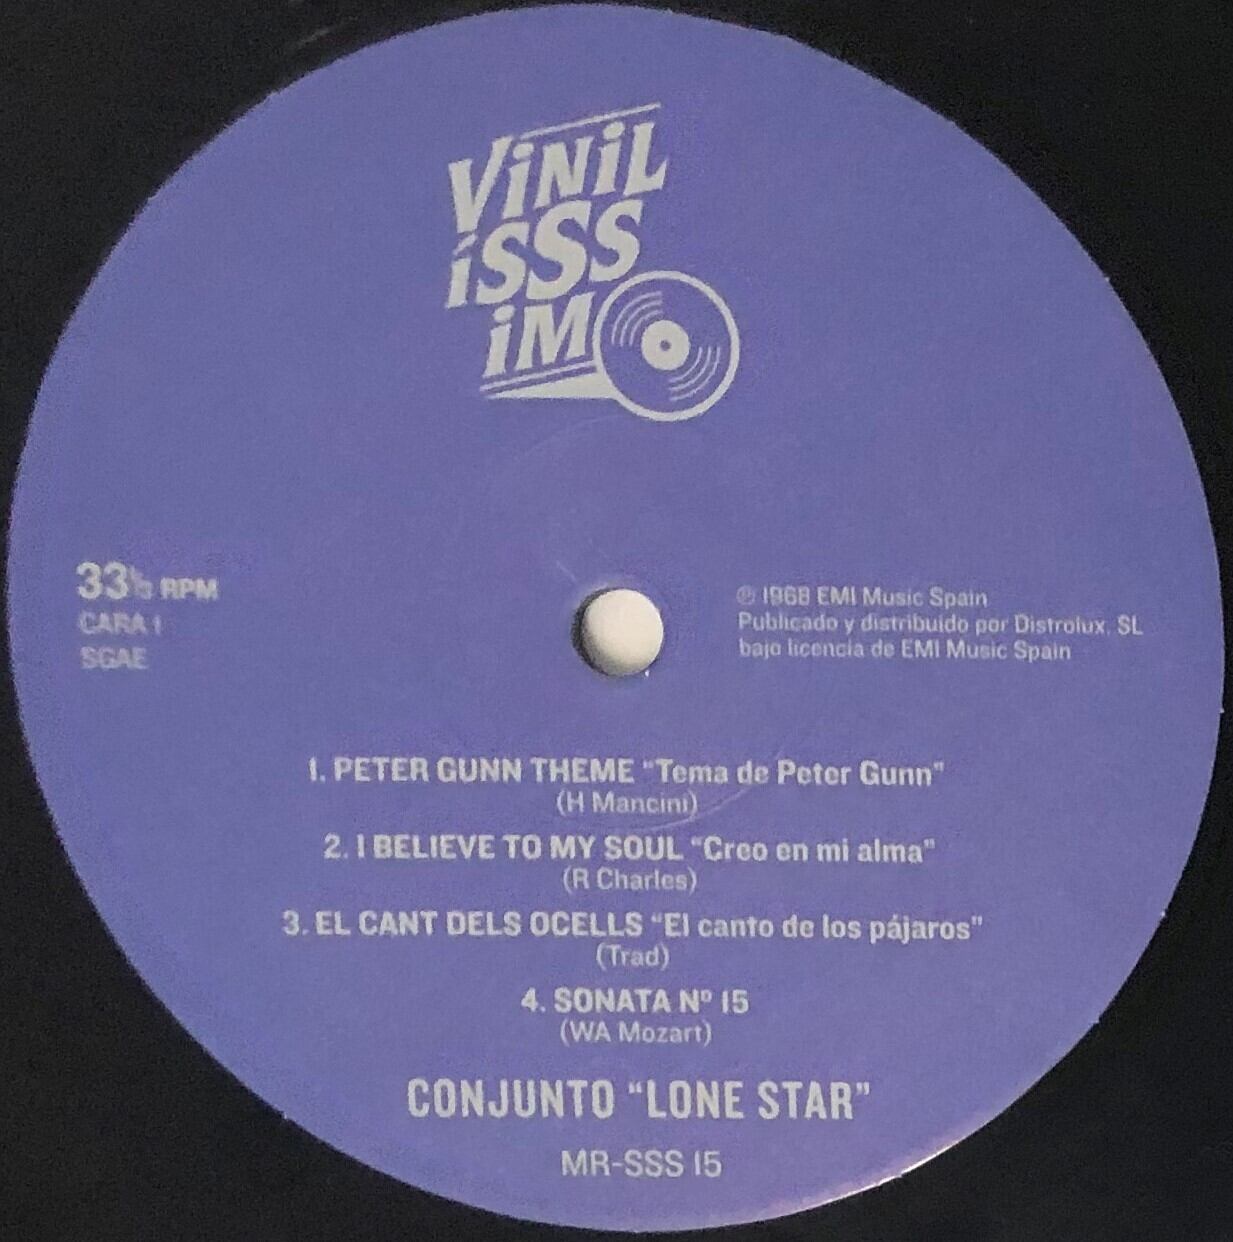 ViNiL
íSSS
iMO
33⅓ RPM
CARA 1
SGAE
℗ 1968 EMI Music Spain
Publicado y distribuido por Distrolux, SL
bajo licencia de EMI Music Spain
1. PETER GUNN THEME "Tema de Peter Gunn"
(H Mancini)
2. I BELIEVE TO MY SOUL "Creo en mi alma"
(R Charles)
3. EL CANT DELS OCELLS "El canto de los pájaros"
(Trad)
4. SONATA Nº 15
(WA Mozart)
CONJUNTO "LONE STAR"
MR-SSS 15